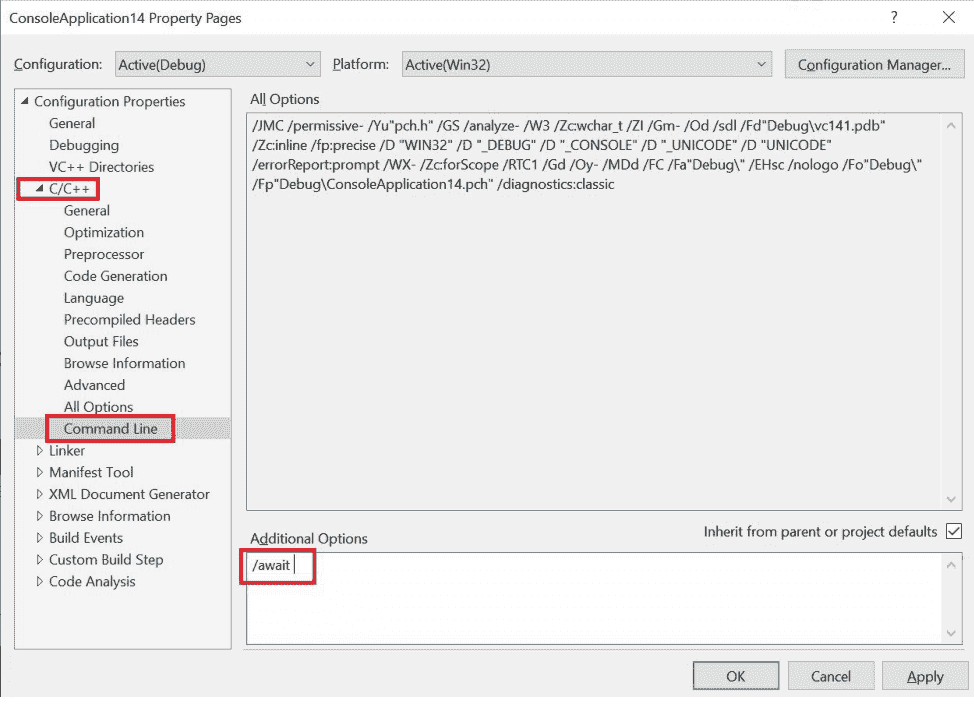 ConsoleApplication14 Property Pages
?
Configuration: Active(Debug) Platform: Active(Win32) Configuration Manager...
Configuration Properties
General
Debugging
VC++ Directories
C/C++
General
Optimization
Preprocessor
Code Generation
Language
Precompiled Headers
Output Files
Browse Information
Advanced
All Options
Command Line
Linker
Manifest Tool
XML Document Generator
Browse Information
Build Events
Custom Build Step
Code Analysis
All Options
/JMC /permissive- /Yu"pch.h" /GS /analyze- /W3 /Zc:wchar_t /ZI /Gm- /Od /sdl /Fd"Debug\vc141.pdb"
/Zc:inline /fp:precise /D "WIN32" /D "_DEBUG" /D "_CONSOLE" /D "_UNICODE" /D "UNICODE"
/errorReport:prompt /WX- /Zc:forScope /RTC1 /Gd /Oy- /MDd /FC /Fa"Debug\" /EHsc /nologo /Fo"Debug\"
/Fp"Debug\ConsoleApplication14.pch" /diagnostics:classic
Inherit from parent or project defaults
Additional Options
/await
OK Cancel Apply